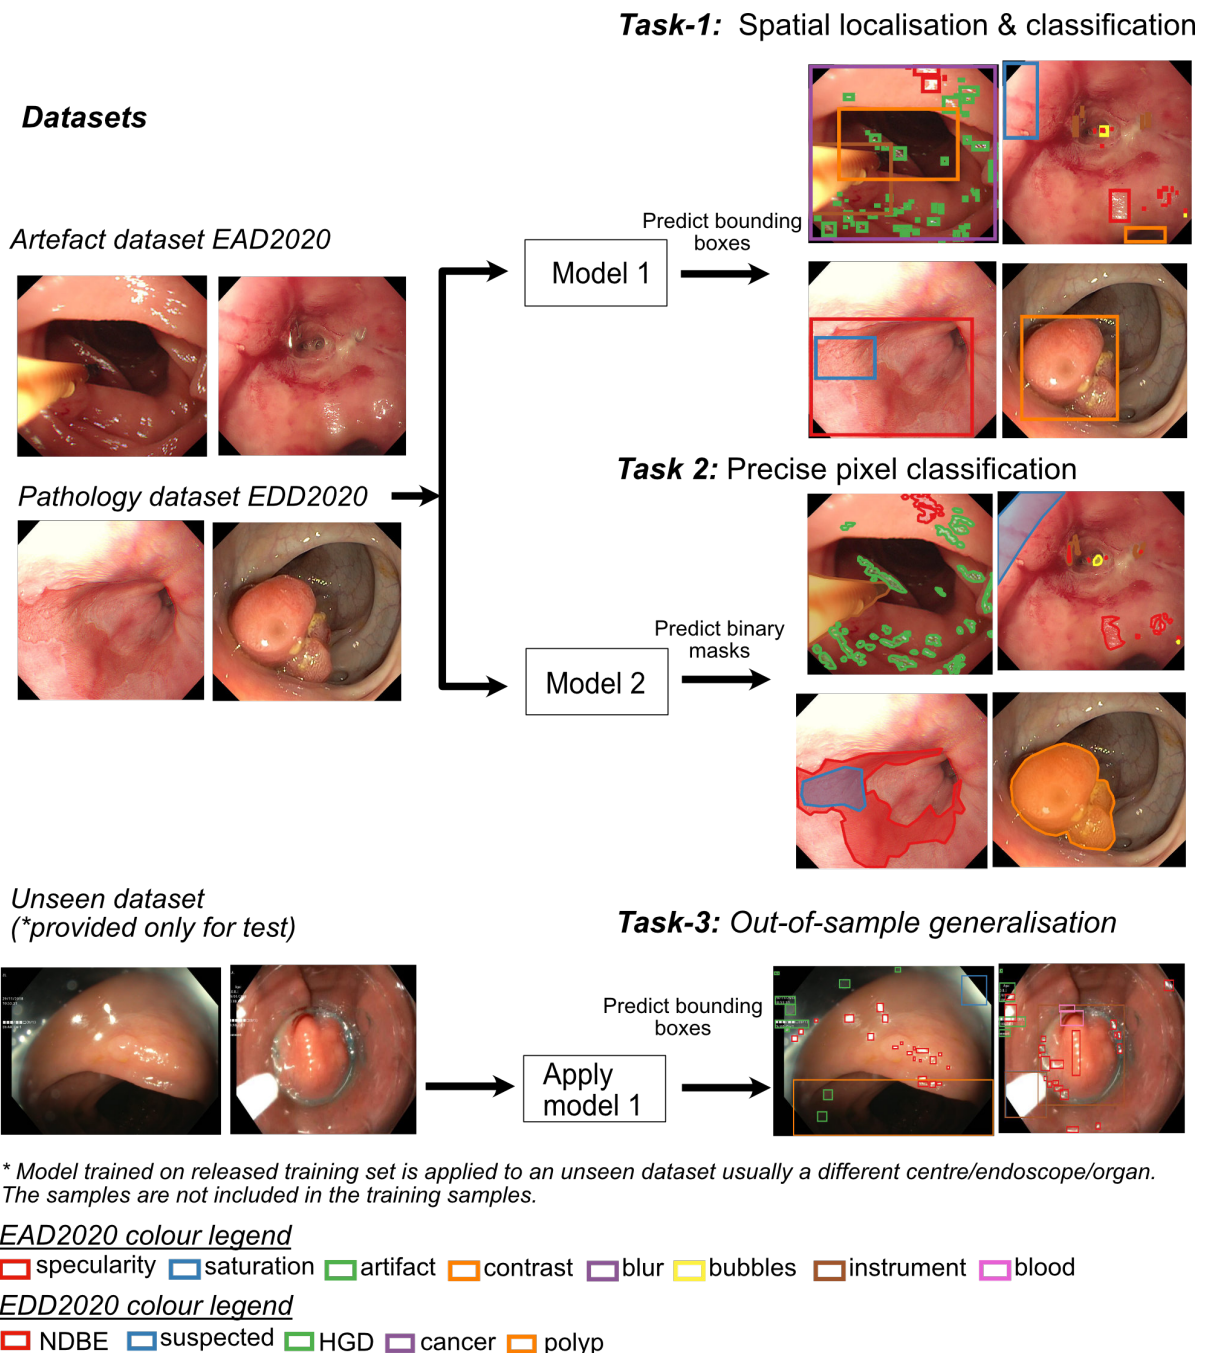 Task-1: Spatial localisation & classification
Datasets
Artefact dataset EAD2020
Predict bounding
boxes
Model 1
Pathology dataset EDD2020
Task 2: Precise pixel classification
Predict binary
masks
Model 2
Unseen dataset
(*provided only for test)
Task-3: Out-of-sample generalisation
Predict bounding
boxes
Apply
model 1
* Model trained on released training set is applied to an unseen dataset usually a different centre/endoscope/organ.
The samples are not included in the training samples.
EAD2020 colour legend
specularity saturation artifact contrast blur bubbles instrument blood
EDD2020 colour legend
NDBE suspected HGD cancer polyp